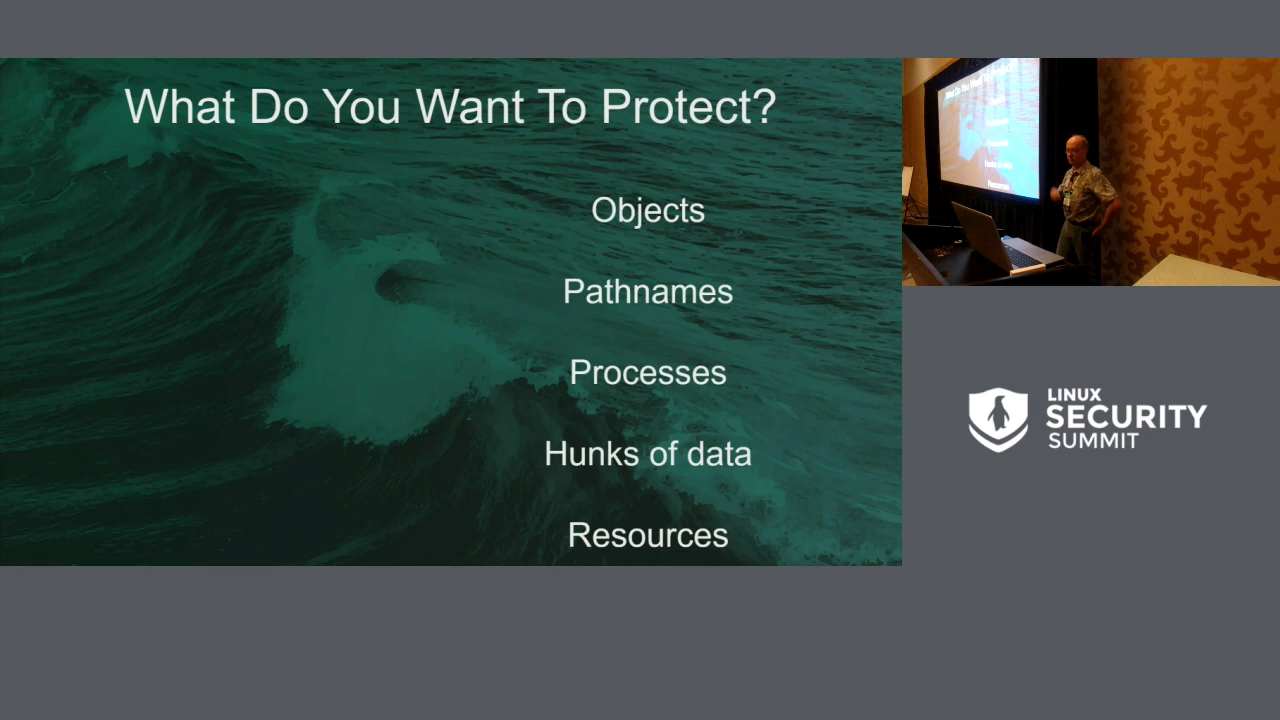 What Do You Want To Protect?
Objects
Pathnames
Processes
Hunks of data
Resources
LINUX
SECURITY
SUMMIT